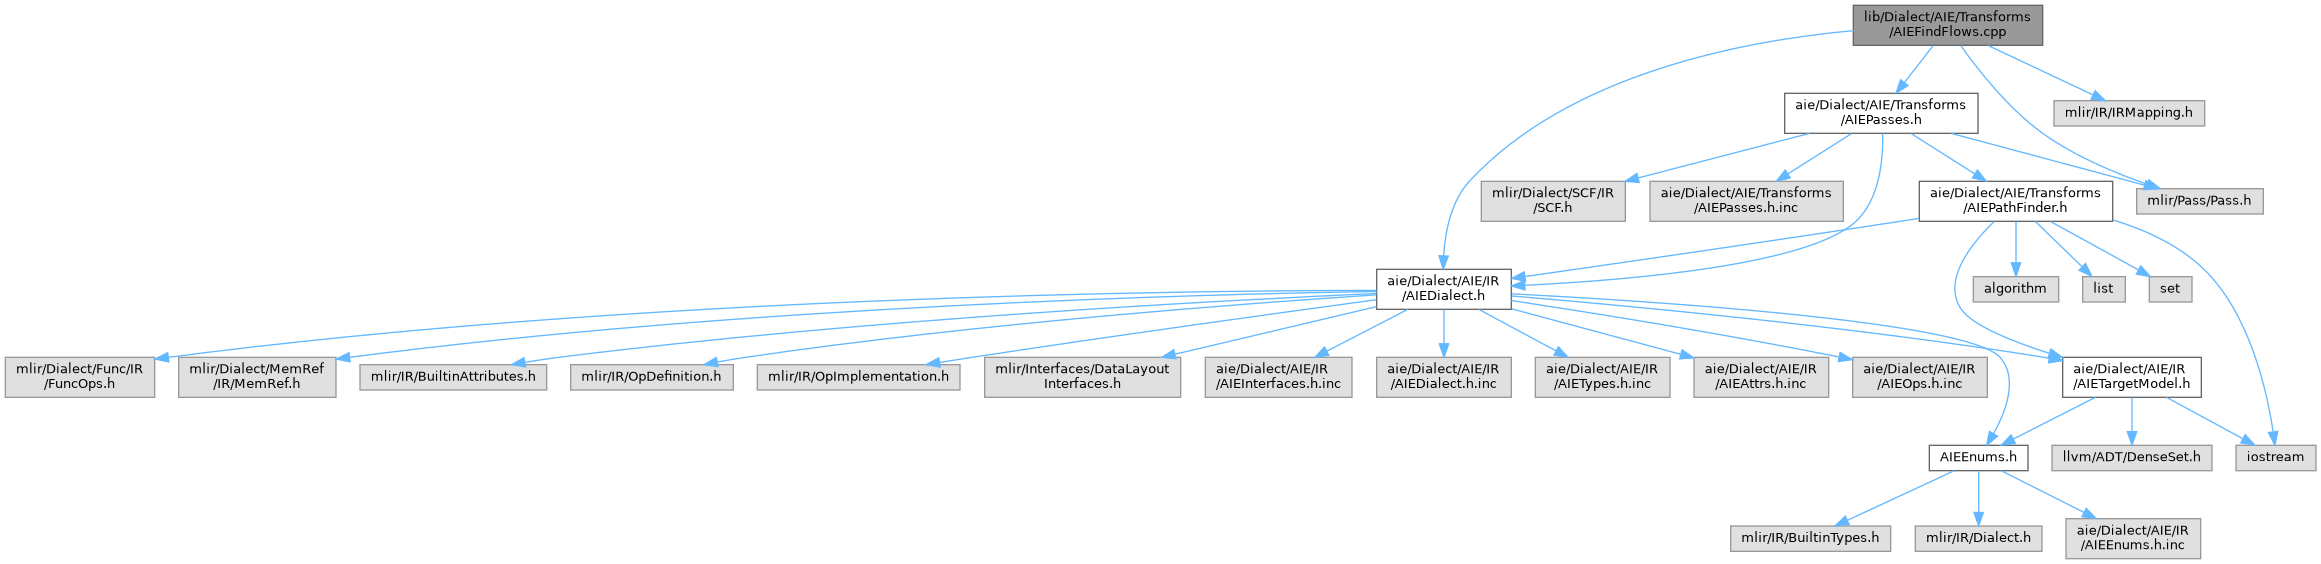 lib/Dialect/AIE/Transforms
/AIEFindFlows.cpp
aie/Dialect/AIE/Transforms
/AIEPasses.h
mlir/IR/IRMapping.h
mlir/Dialect/SCF/IR
/SCF.h
aie/Dialect/AIE/Transforms
/AIEPasses.h.inc
aie/Dialect/AIE/Transforms
/AIEPathFinder.h
mlir/Pass/Pass.h
aie/Dialect/AIE/IR
/AIEDialect.h
algorithm
list
set
mlir/Dialect/Func/IR
/FuncOps.h
mlir/Dialect/MemRef
/IR/MemRef.h
mlir/IR/BuiltinAttributes.h
mlir/IR/OpDefinition.h
mlir/IR/OpImplementation.h
mlir/Interfaces/DataLayout
Interfaces.h
aie/Dialect/AIE/IR
/AIEInterfaces.h.inc
aie/Dialect/AIE/IR
/AIEDialect.h.inc
aie/Dialect/AIE/IR
/AIETypes.h.inc
aie/Dialect/AIE/IR
/AIEAttrs.h.inc
aie/Dialect/AIE/IR
/AIEOps.h.inc
aie/Dialect/AIE/IR
/AIETargetModel.h
AIEEnums.h
llvm/ADT/DenseSet.h
iostream
mlir/IR/BuiltinTypes.h
mlir/IR/Dialect.h
aie/Dialect/AIE/IR
/AIEEnums.h.inc